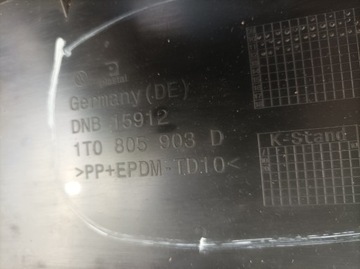 Germany (DE)
DNB 15912
1T0 805 903 D
>PP+EPDM-TD10<
K-Stand